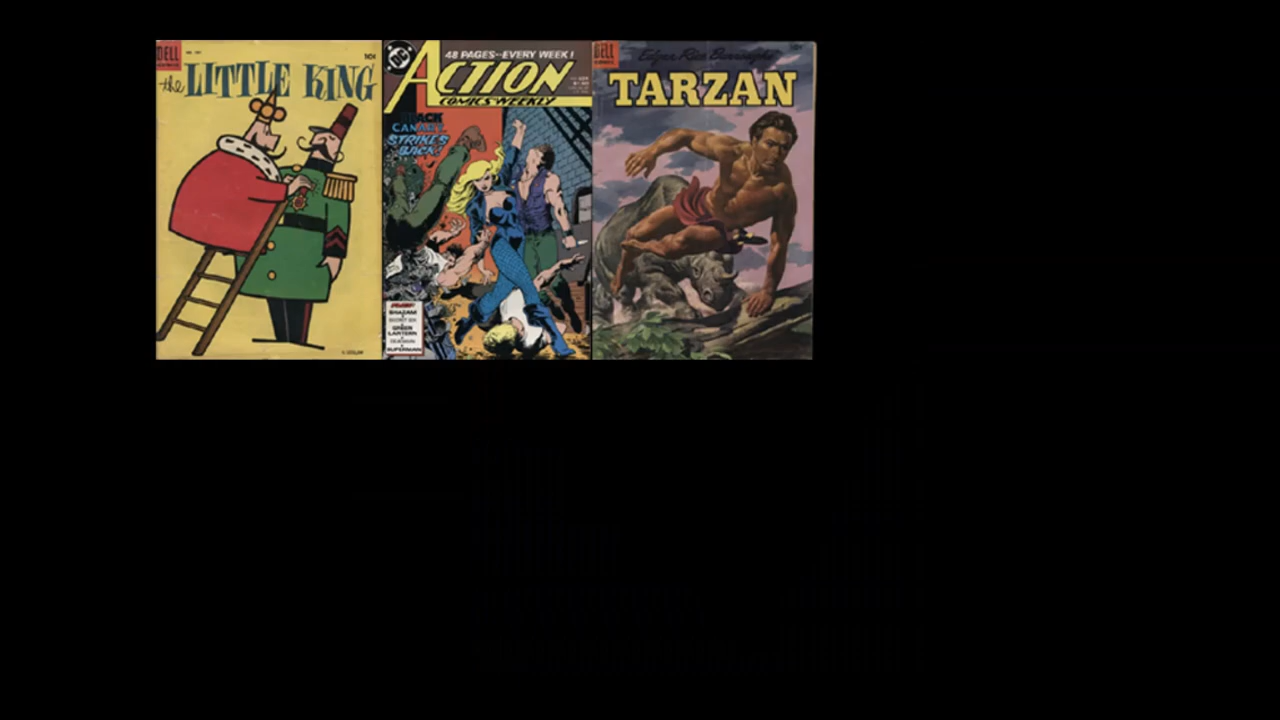 DELL
10¢
the LITTLE KING
DC
48 PAGES--EVERY WEEK!
ACTION
COMICS WEEKLY
BLACK
CANARY
STRIKES
BACK!
SHAZAM!
GREEN
LANTERN
SUPERMAN
DELL
Edgar Rice Burroughs'
TARZAN